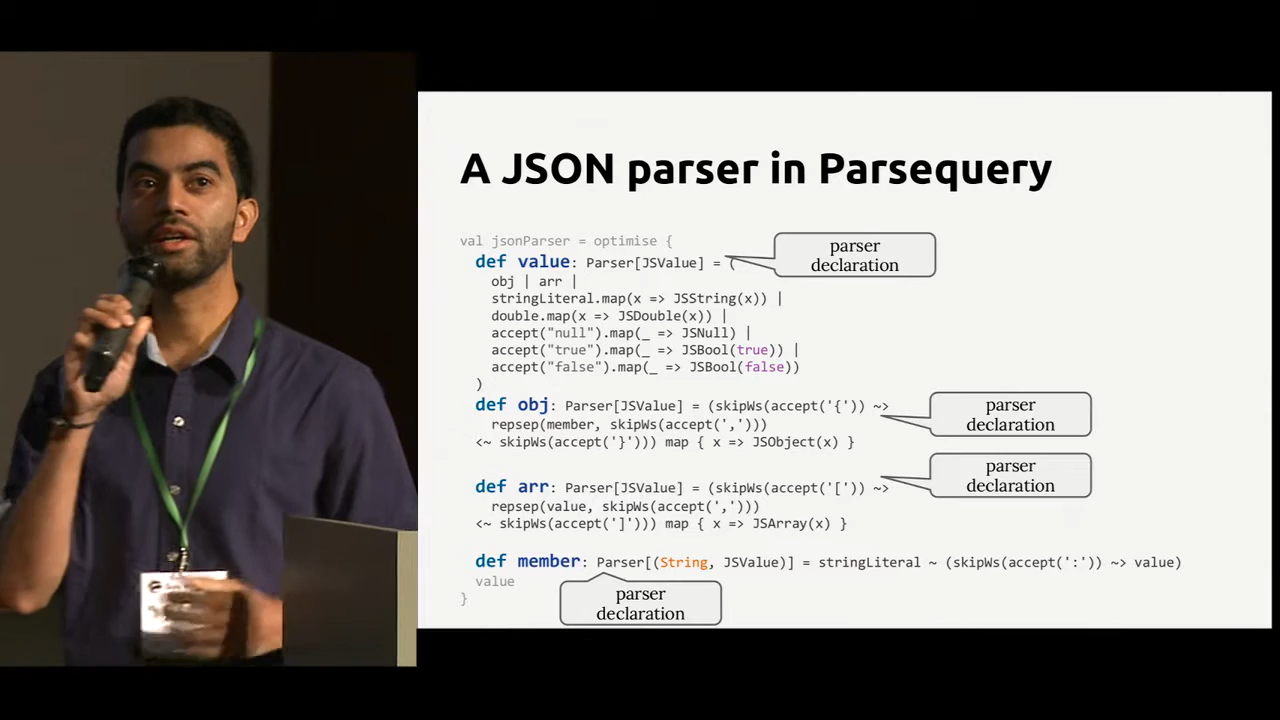 A JSON parser in Parsequery
val jsonParser = optimise {
def value: Parser[JSValue] = (
parser
declaration
obj | arr |
stringLiteral.map(x => JSString(x)) |
double.map(x => JSDouble(x)) |
accept("null").map(_ => JSNull) |
accept("true").map(_ => JSBool(true)) |
accept("false").map(_ => JSBool(false))
)
def obj: Parser[JSValue] = (skipWs(accept('{')) ~>
parser
declaration
repsep(member, skipWs(accept(',')))
<~ skipWs(accept('}'))) map { x => JSObject(x) }
def arr: Parser[JSValue] = (skipWs(accept('[')) ~>
parser
declaration
repsep(value, skipWs(accept(',')))
<~ skipWs(accept(']'))) map { x => JSArray(x) }
def member: Parser[(String, JSValue)] = stringLiteral ~ (skipWs(accept(':')) ~> value)
value
parser
declaration
}